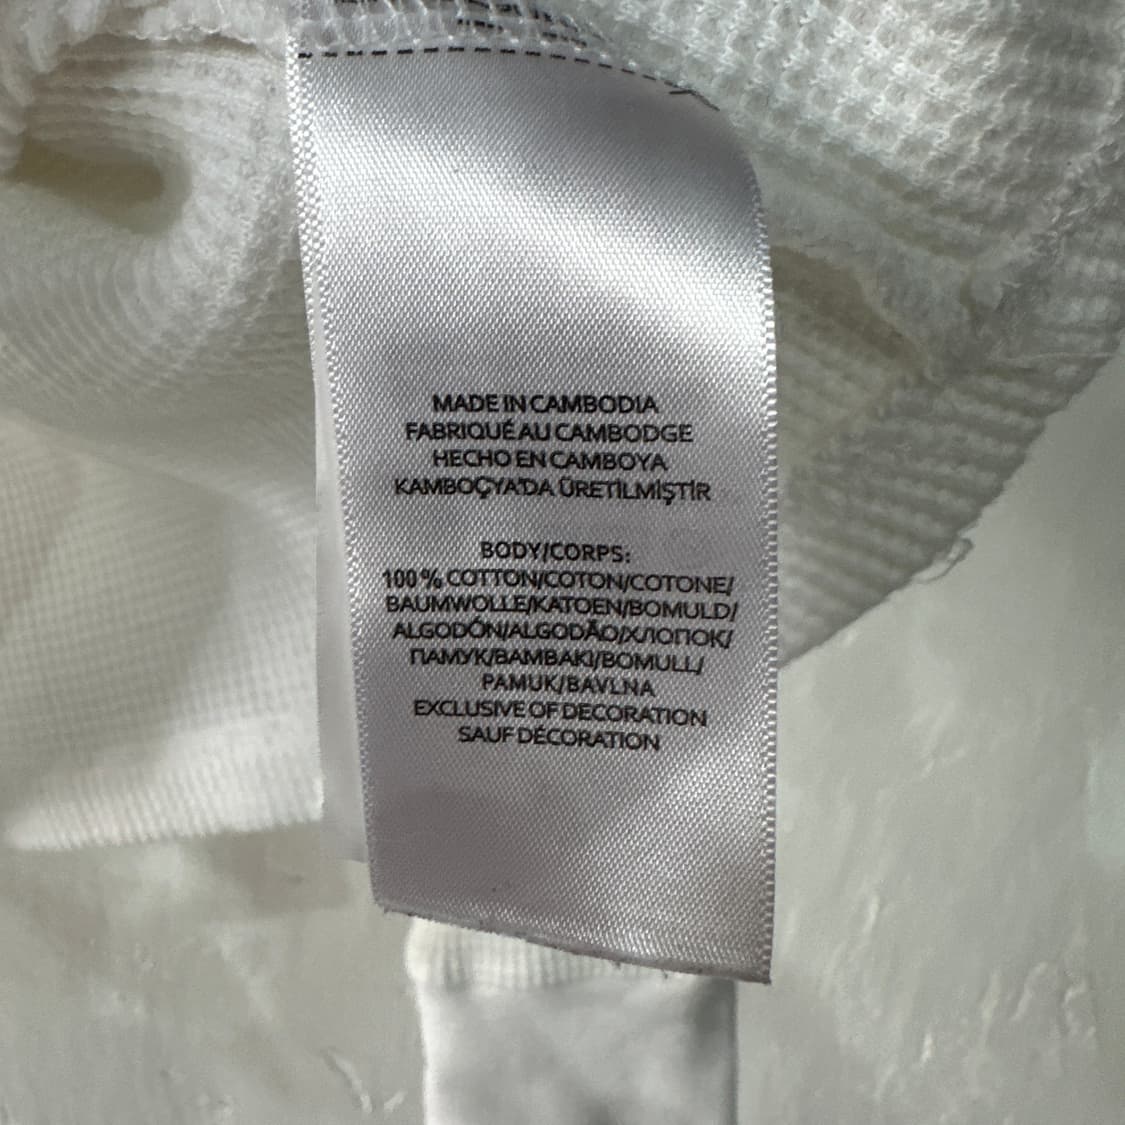 MADE IN CAMBODIA
FABRIQUÉ AU CAMBODGE
HECHO EN CAMBOYA
KAMBOÇYA'DA ÜRETİLMİŞTİR
BODY/CORPS:
100% COTTON/COTON/COTONE/
BAUMWOLLE/KATOEN/BOMULD/
ALGODÓN/ALGODÃO/ХЛОПОК/
ПАМУК/BAMBAKI/BOMULL/
PAMUK/BAVLNA
EXCLUSIVE OF DECORATION
SAUF DÉCORATION